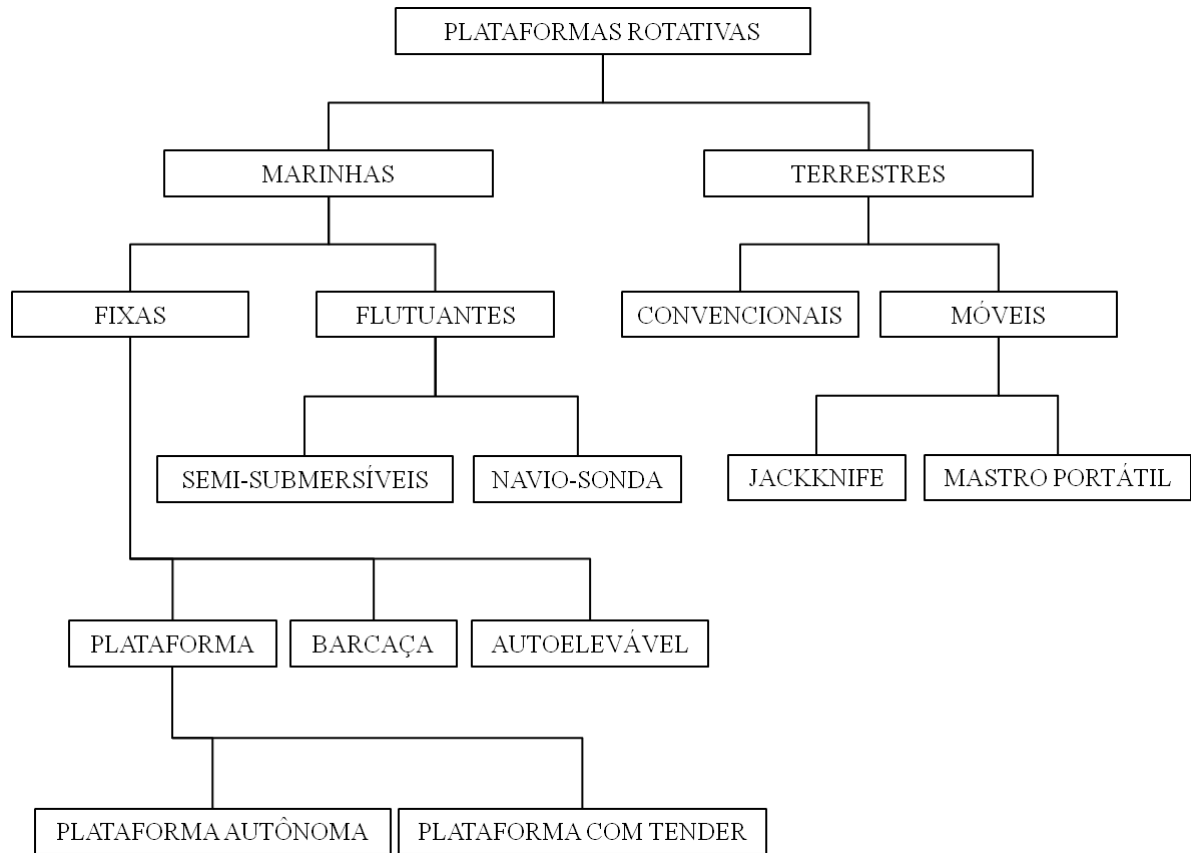 PLATAFORMAS ROTATIVAS
MARINHAS
TERRESTRES
FIXAS
FLUTUANTES
CONVENCIONAIS
MÓVEIS
SEMI-SUBMERSÍVEIS
NAVIO-SONDA
JACKKNIFE
MASTRO PORTÁTIL
PLATAFORMA
BARCAÇA
AUTOELEVÁVEL
PLATAFORMA AUTÔNOMA
PLATAFORMA COM TENDER